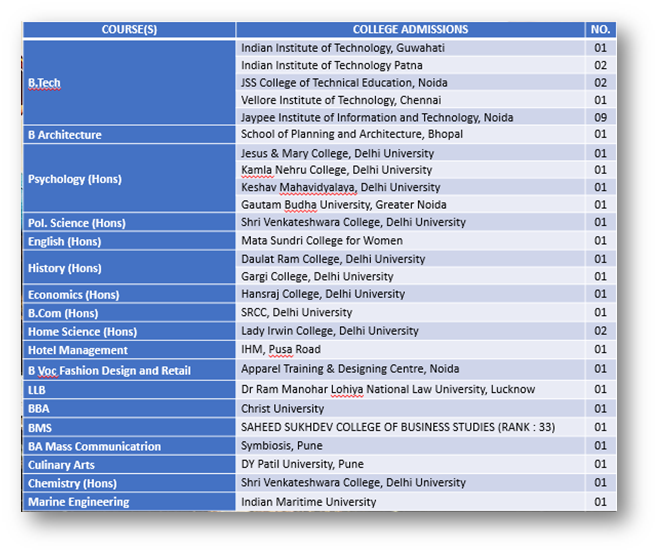 COURSE(S) COLLEGE ADMISSIONS NO.
B.Tech Indian Institute of Technology, Guwahati 01
Indian Institute of Technology Patna 02
JSS College of Technical Education, Noida 02
Vellore Institute of Technology, Chennai 01
Jaypee Institute of Information and Technology, Noida 09
B Architecture School of Planning and Architecture, Bhopal 01
Psychology (Hons) Jesus & Mary College, Delhi University 01
Kamla Nehru College, Delhi University 01
Keshav Mahavidyalaya, Delhi University 01
Gautam Budha University, Greater Noida 01
Pol. Science (Hons) Shri Venkateshwara College, Delhi University 01
English (Hons) Mata Sundri College for Women 01
History (Hons) Daulat Ram College, Delhi University 01
Gargi College, Delhi University 01
Economics (Hons) Hansraj College, Delhi University 01
B.Com (Hons) SRCC, Delhi University 01
Home Science (Hons) Lady Irwin College, Delhi University 02
Hotel Management IHM, Pusa Road 01
B Voc Fashion Design and Retail Apparel Training & Designing Centre, Noida 01
LLB Dr Ram Manohar Lohiya National Law University, Lucknow 01
BBA Christ University 01
BMS SAHEED SUKHDEV COLLEGE OF BUSINESS STUDIES (RANK : 33) 01
BA Mass Communicatrion Symbiosis, Pune 01
Culinary Arts DY Patil University, Pune 01
Chemistry (Hons) Shri Venkateshwara College, Delhi University 01
Marine Engineering Indian Maritime University 01